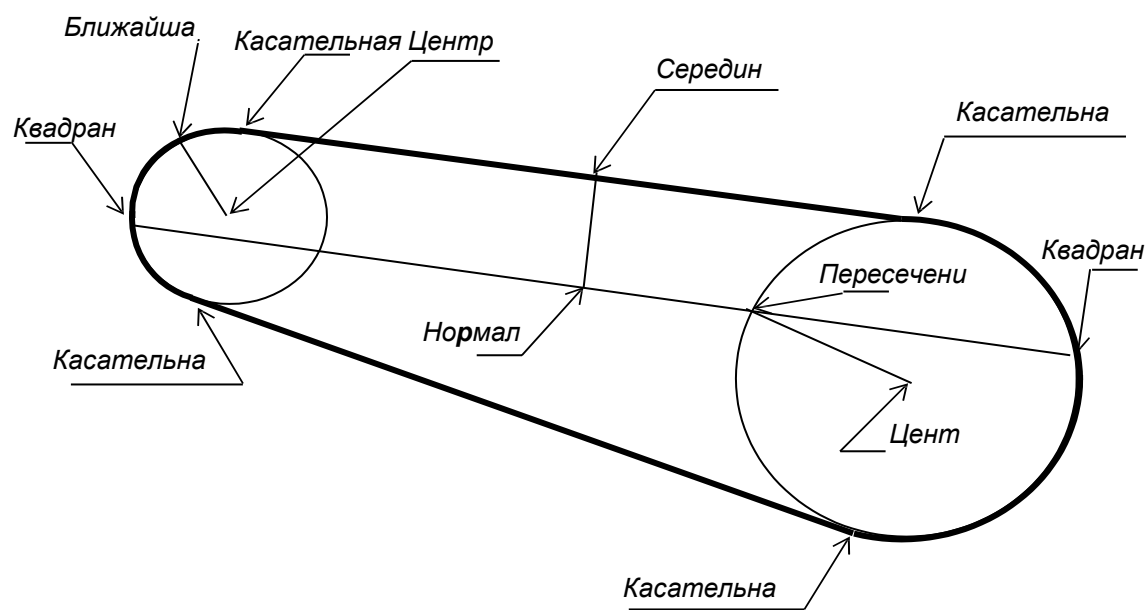 Ближайша
Касательная Центр
Середин
Касательна
Квадран
Квадран
Пересечени
Нормал
Касательна
Цент
Касательна